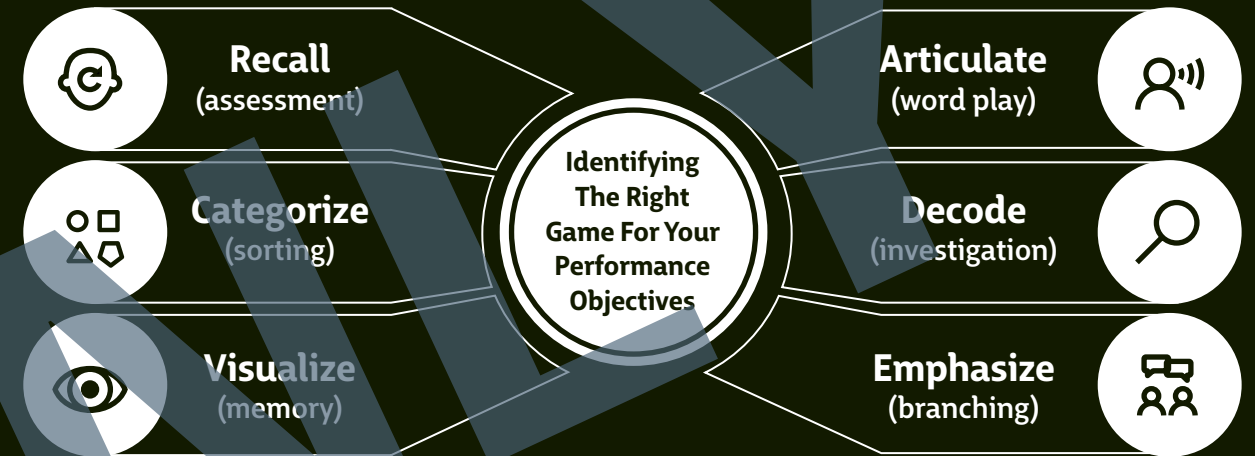 Recall
(assessment)
Categorize
(sorting)
Visualize
(memory)
Identifying
The Right
Game For Your
Performance
Objectives
Articulate
(word play)
Decode
(investigation)
Emphasize
(branching)